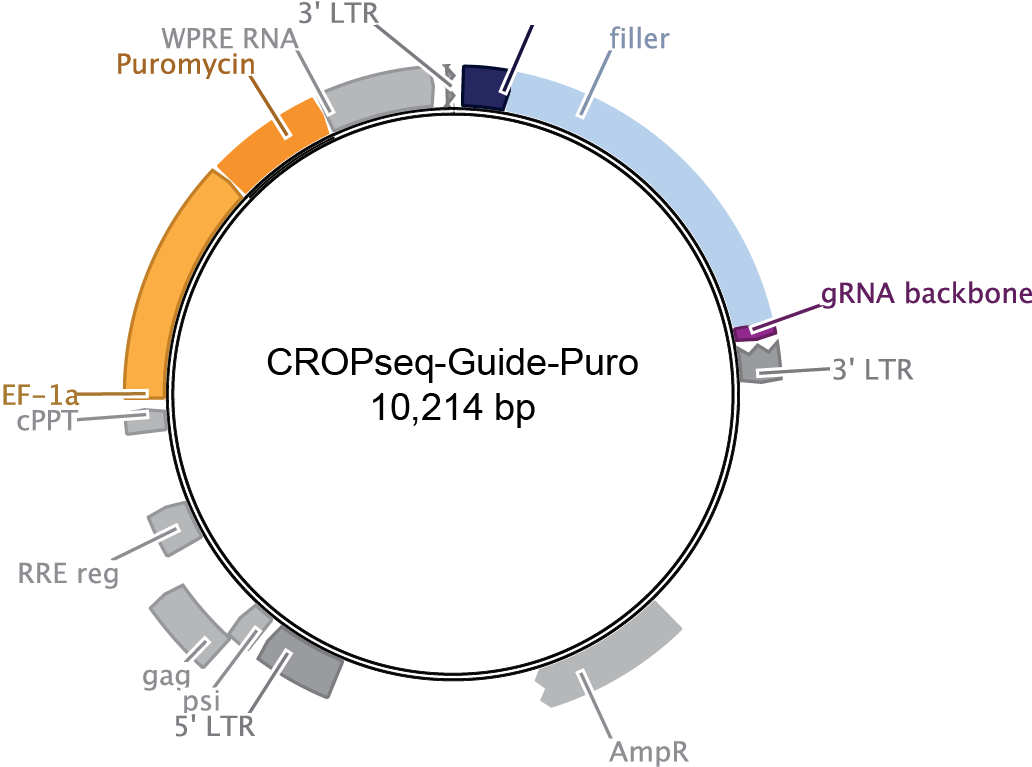 3' LTR
WPRE RNA
filler
Puromycin
gRNA backbone
CROPseq-Guide-Puro
3' LTR
EF-1a
10,214 bp
cPPT
RRE reg
gag
psi
5' LTR
AmpR